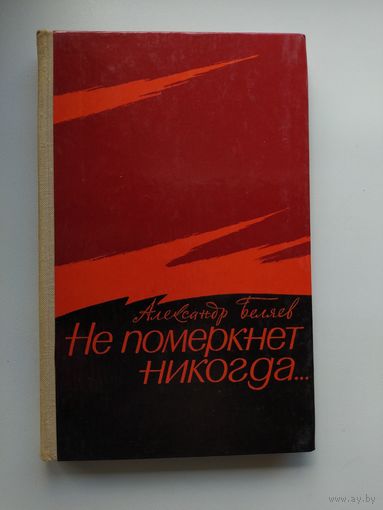 Александр Беляев
Не померкнет
никогда...
www.ay.by